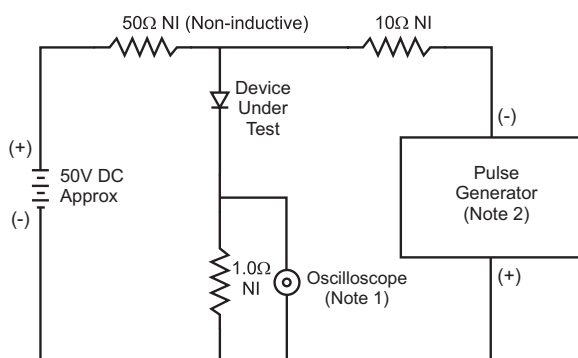 50Ω NI (Non-inductive)
10Ω NI
Device
Under
Test
(-)
(+)
50V DC
Approx
(-)
Pulse
Generator
(Note 2)
1.0Ω
NI
Oscilloscope
(Note 1)
(+)